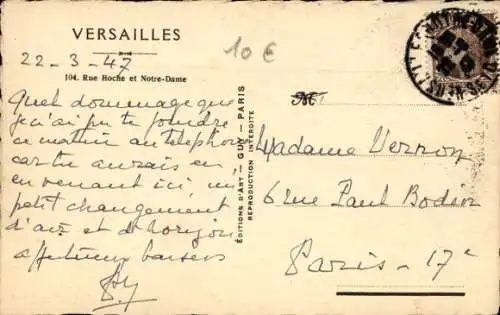 VERSAILLES
22-3-47
10 €
104. Rue Hoche et Notre-Dame
Quel dommage que
je n'ai pu te joindre
ce matin au téléphone
car tu aurais eu,
en venant ici, un
petit changement
d'air et d'horizon
affectueux baisers
EDITIONS D'ART - GUY - PARIS
REPRODUCTION INTERDITE
Madame Vernon
6 rue Paul Bodin
Paris - 17e